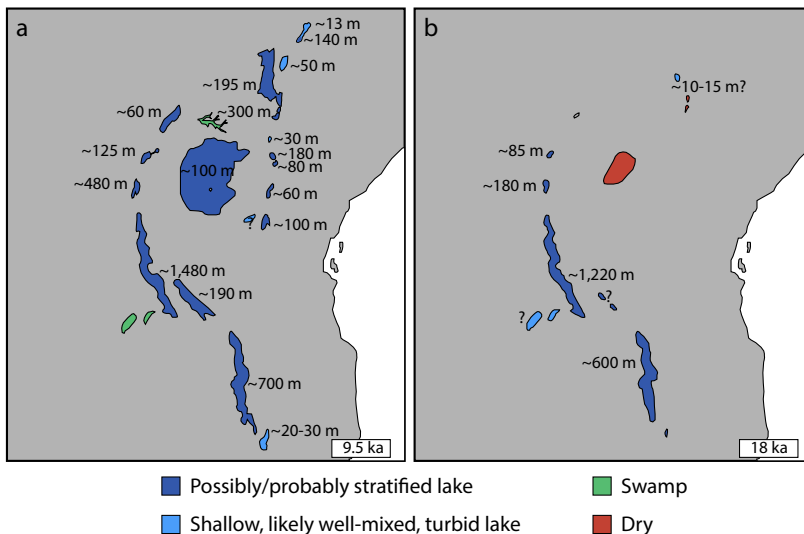 a
~13 m
~140 m
~50 m
~195 m
~60 m
~300 m
~30 m
~125 m
~180 m
~80 m
~100 m
~480 m
~60 m
?
~100 m
~1,480 m
~190 m
~700 m
~20-30 m
9.5 ka
b
~10-15 m?
~85 m
~180 m
~1,220 m
?
?
~600 m
18 ka
Possibly/probably stratified lake
Swamp
Shallow, likely well-mixed, turbid lake
Dry